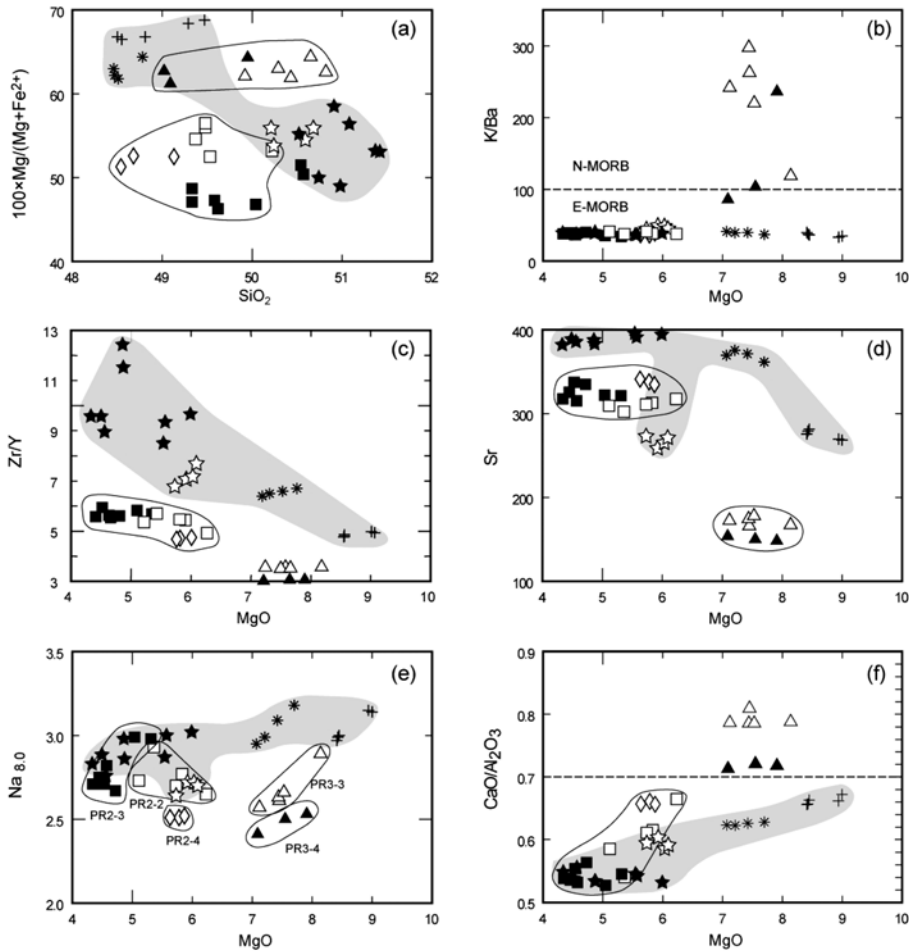 (a)
100×Mg/(Mg+Fe²⁺)
70
60
50
40
48 49 50 51 52
SiO₂
(b)
K/Ba
350
300
200
100
0
N-MORB
E-MORB
4 5 6 7 8 9 10
MgO
(c)
Zr/Y
13
11
9
7
5
3
4 5 6 7 8 9 10
MgO
(d)
Sr
400
300
200
100
4 5 6 7 8 9 10
MgO
(e)
Na 8.0
3.5
3.0
2.5
2.0
PR2-3
PR2-2
PR2-4
PR3-3
PR3-4
4 5 6 7 8 9 10
MgO
(f)
CaO/Al₂O₃
0.9
0.8
0.7
0.6
0.5
4 5 6 7 8 9 10
MgO